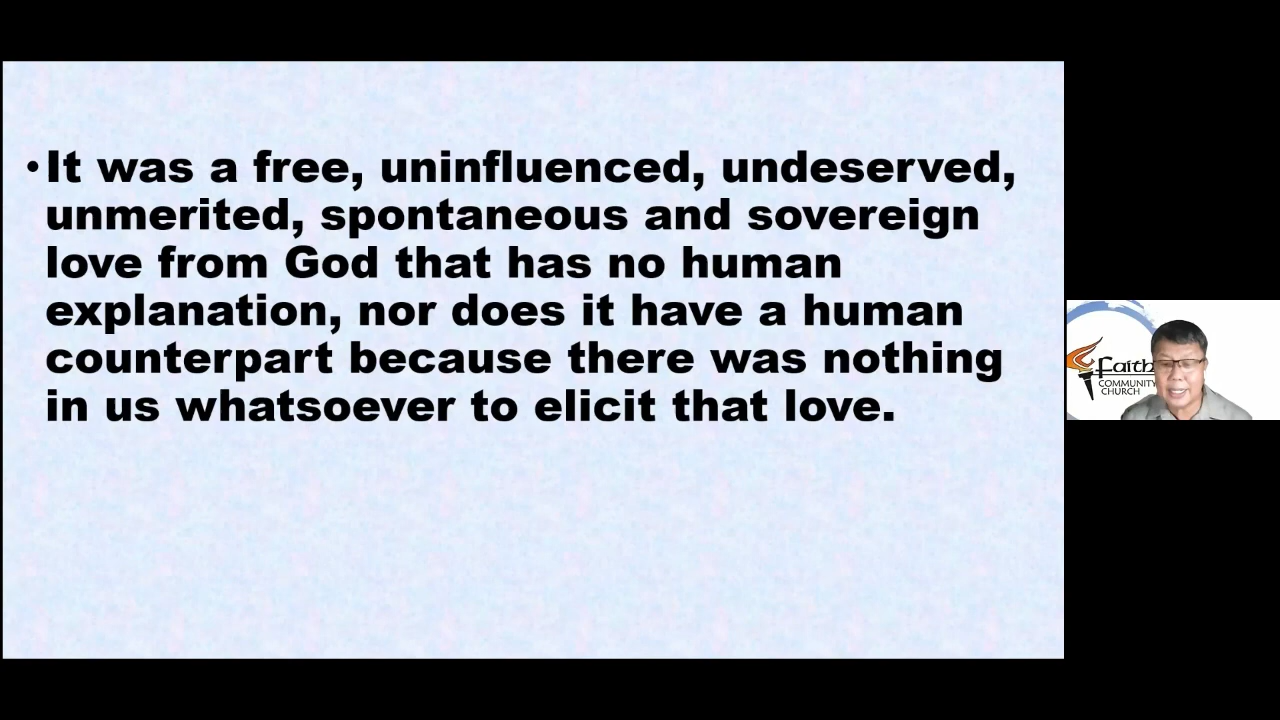 •It was a free, uninfluenced, undeserved,
unmerited, spontaneous and sovereign
love from God that has no human
explanation, nor does it have a human
counterpart because there was nothing
in us whatsoever to elicit that love.
Faith
COMMUNITY
CHURCH